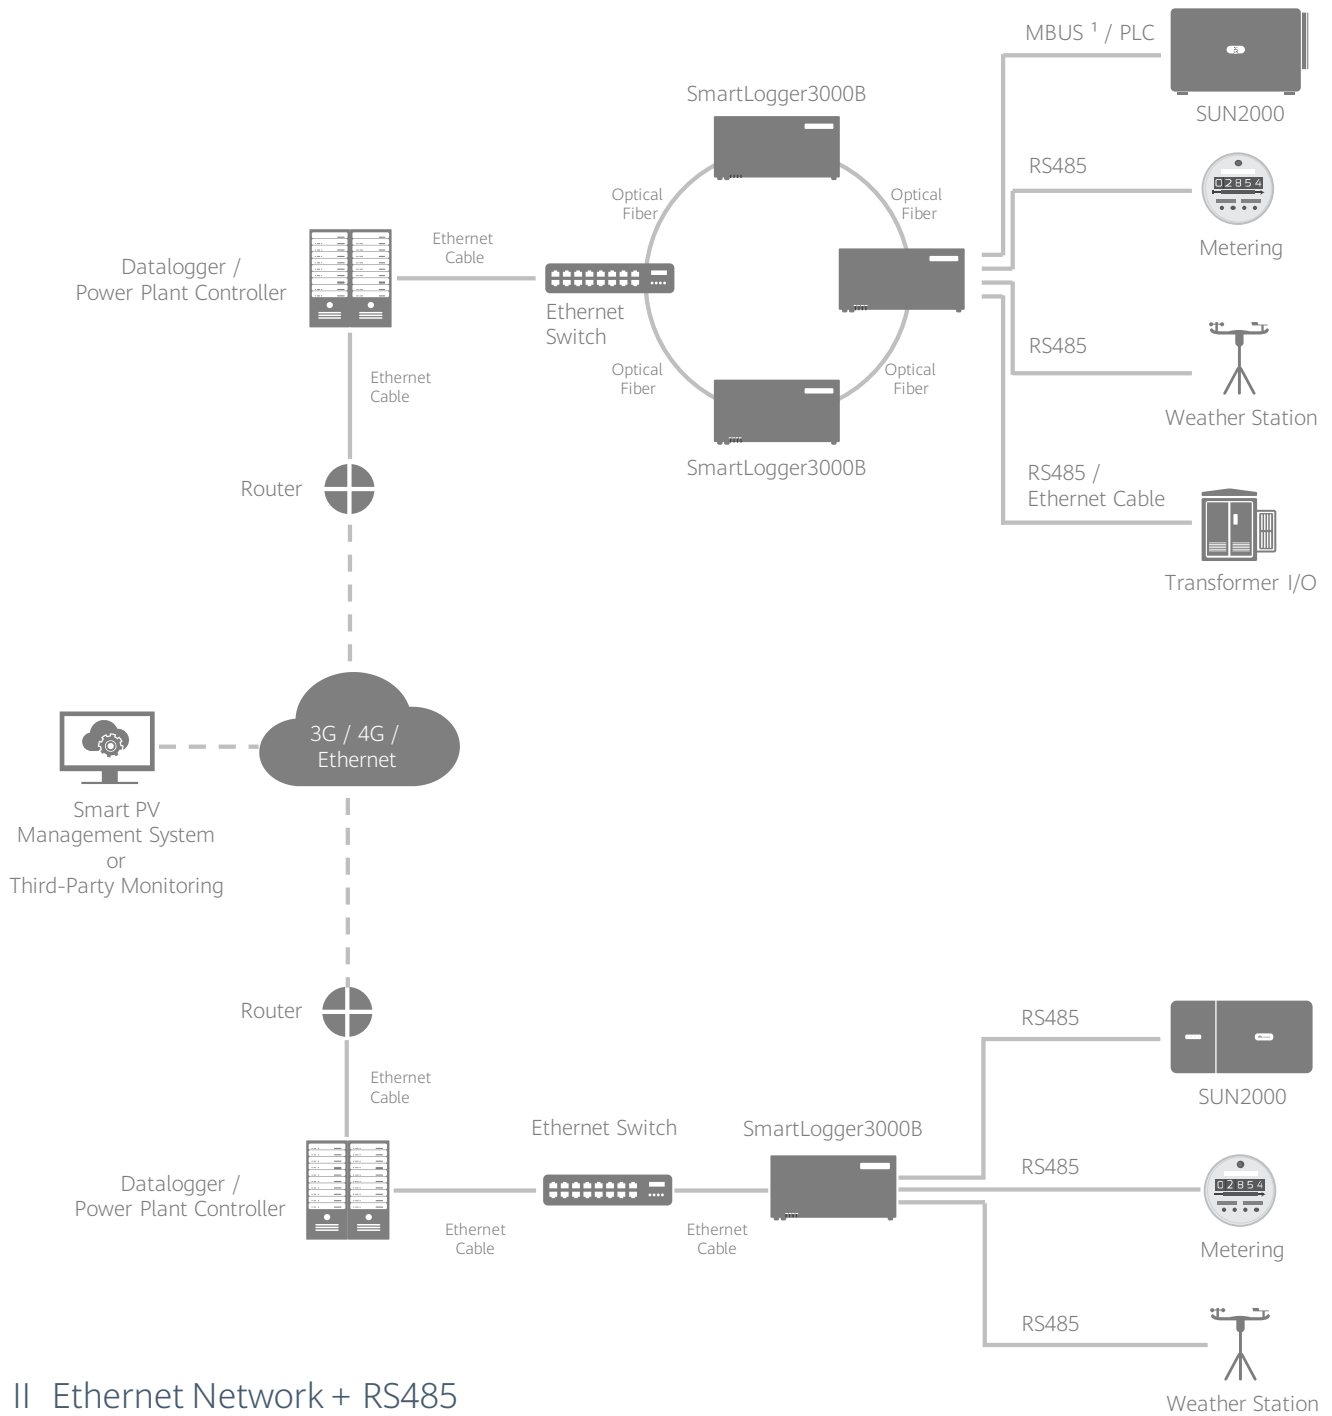 MBUS ¹ / PLC
SUN2000
SmartLogger3000B
RS485
02854
Metering
Optical
Fiber
Optical
Fiber
Ethernet
Cable
Datalogger /
Power Plant Controller
Ethernet
Switch
RS485
Weather Station
Ethernet
Cable
Optical
Fiber
Optical
Fiber
SmartLogger3000B
RS485 /
Ethernet Cable
Router
Transformer I/O
3G / 4G /
Ethernet
Smart PV
Management System
or
Third-Party Monitoring
Router
RS485
SUN2000
Ethernet
Cable
Ethernet Switch
SmartLogger3000B
RS485
02854
Metering
Datalogger /
Power Plant Controller
Ethernet
Cable
Ethernet
Cable
RS485
Weather Station
II Ethernet Network + RS485